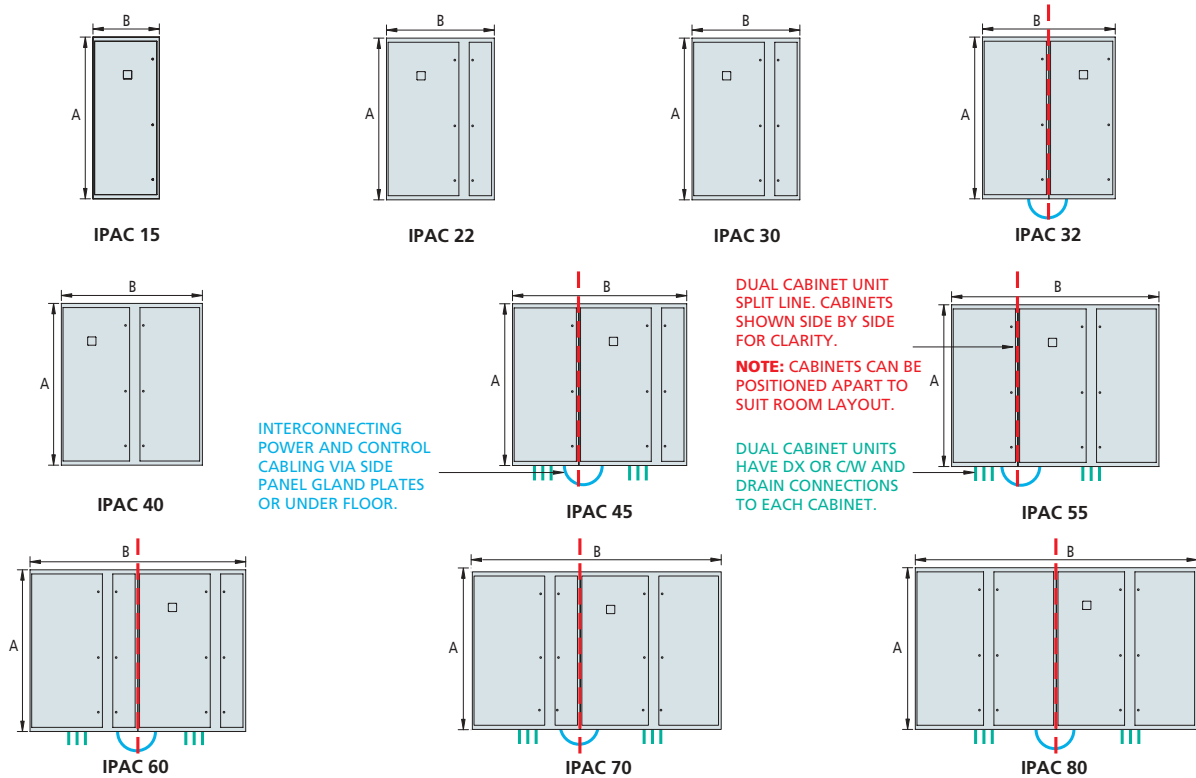 B
A
IPAC 15
B
A
IPAC 22
B
A
IPAC 30
B
A
IPAC 32
B
A
IPAC 40
INTERCONNECTING
POWER AND CONTROL
CABLING VIA SIDE
PANEL GLAND PLATES
OR UNDER FLOOR.
B
A
IPAC 45
DUAL CABINET UNIT
SPLIT LINE. CABINETS
SHOWN SIDE BY SIDE
FOR CLARITY.
NOTE: CABINETS CAN BE
POSITIONED APART TO
SUIT ROOM LAYOUT.
DUAL CABINET UNITS
HAVE DX OR C/W AND
DRAIN CONNECTIONS
TO EACH CABINET.
B
A
IPAC 55
B
A
IPAC 60
B
A
IPAC 70
B
A
IPAC 80